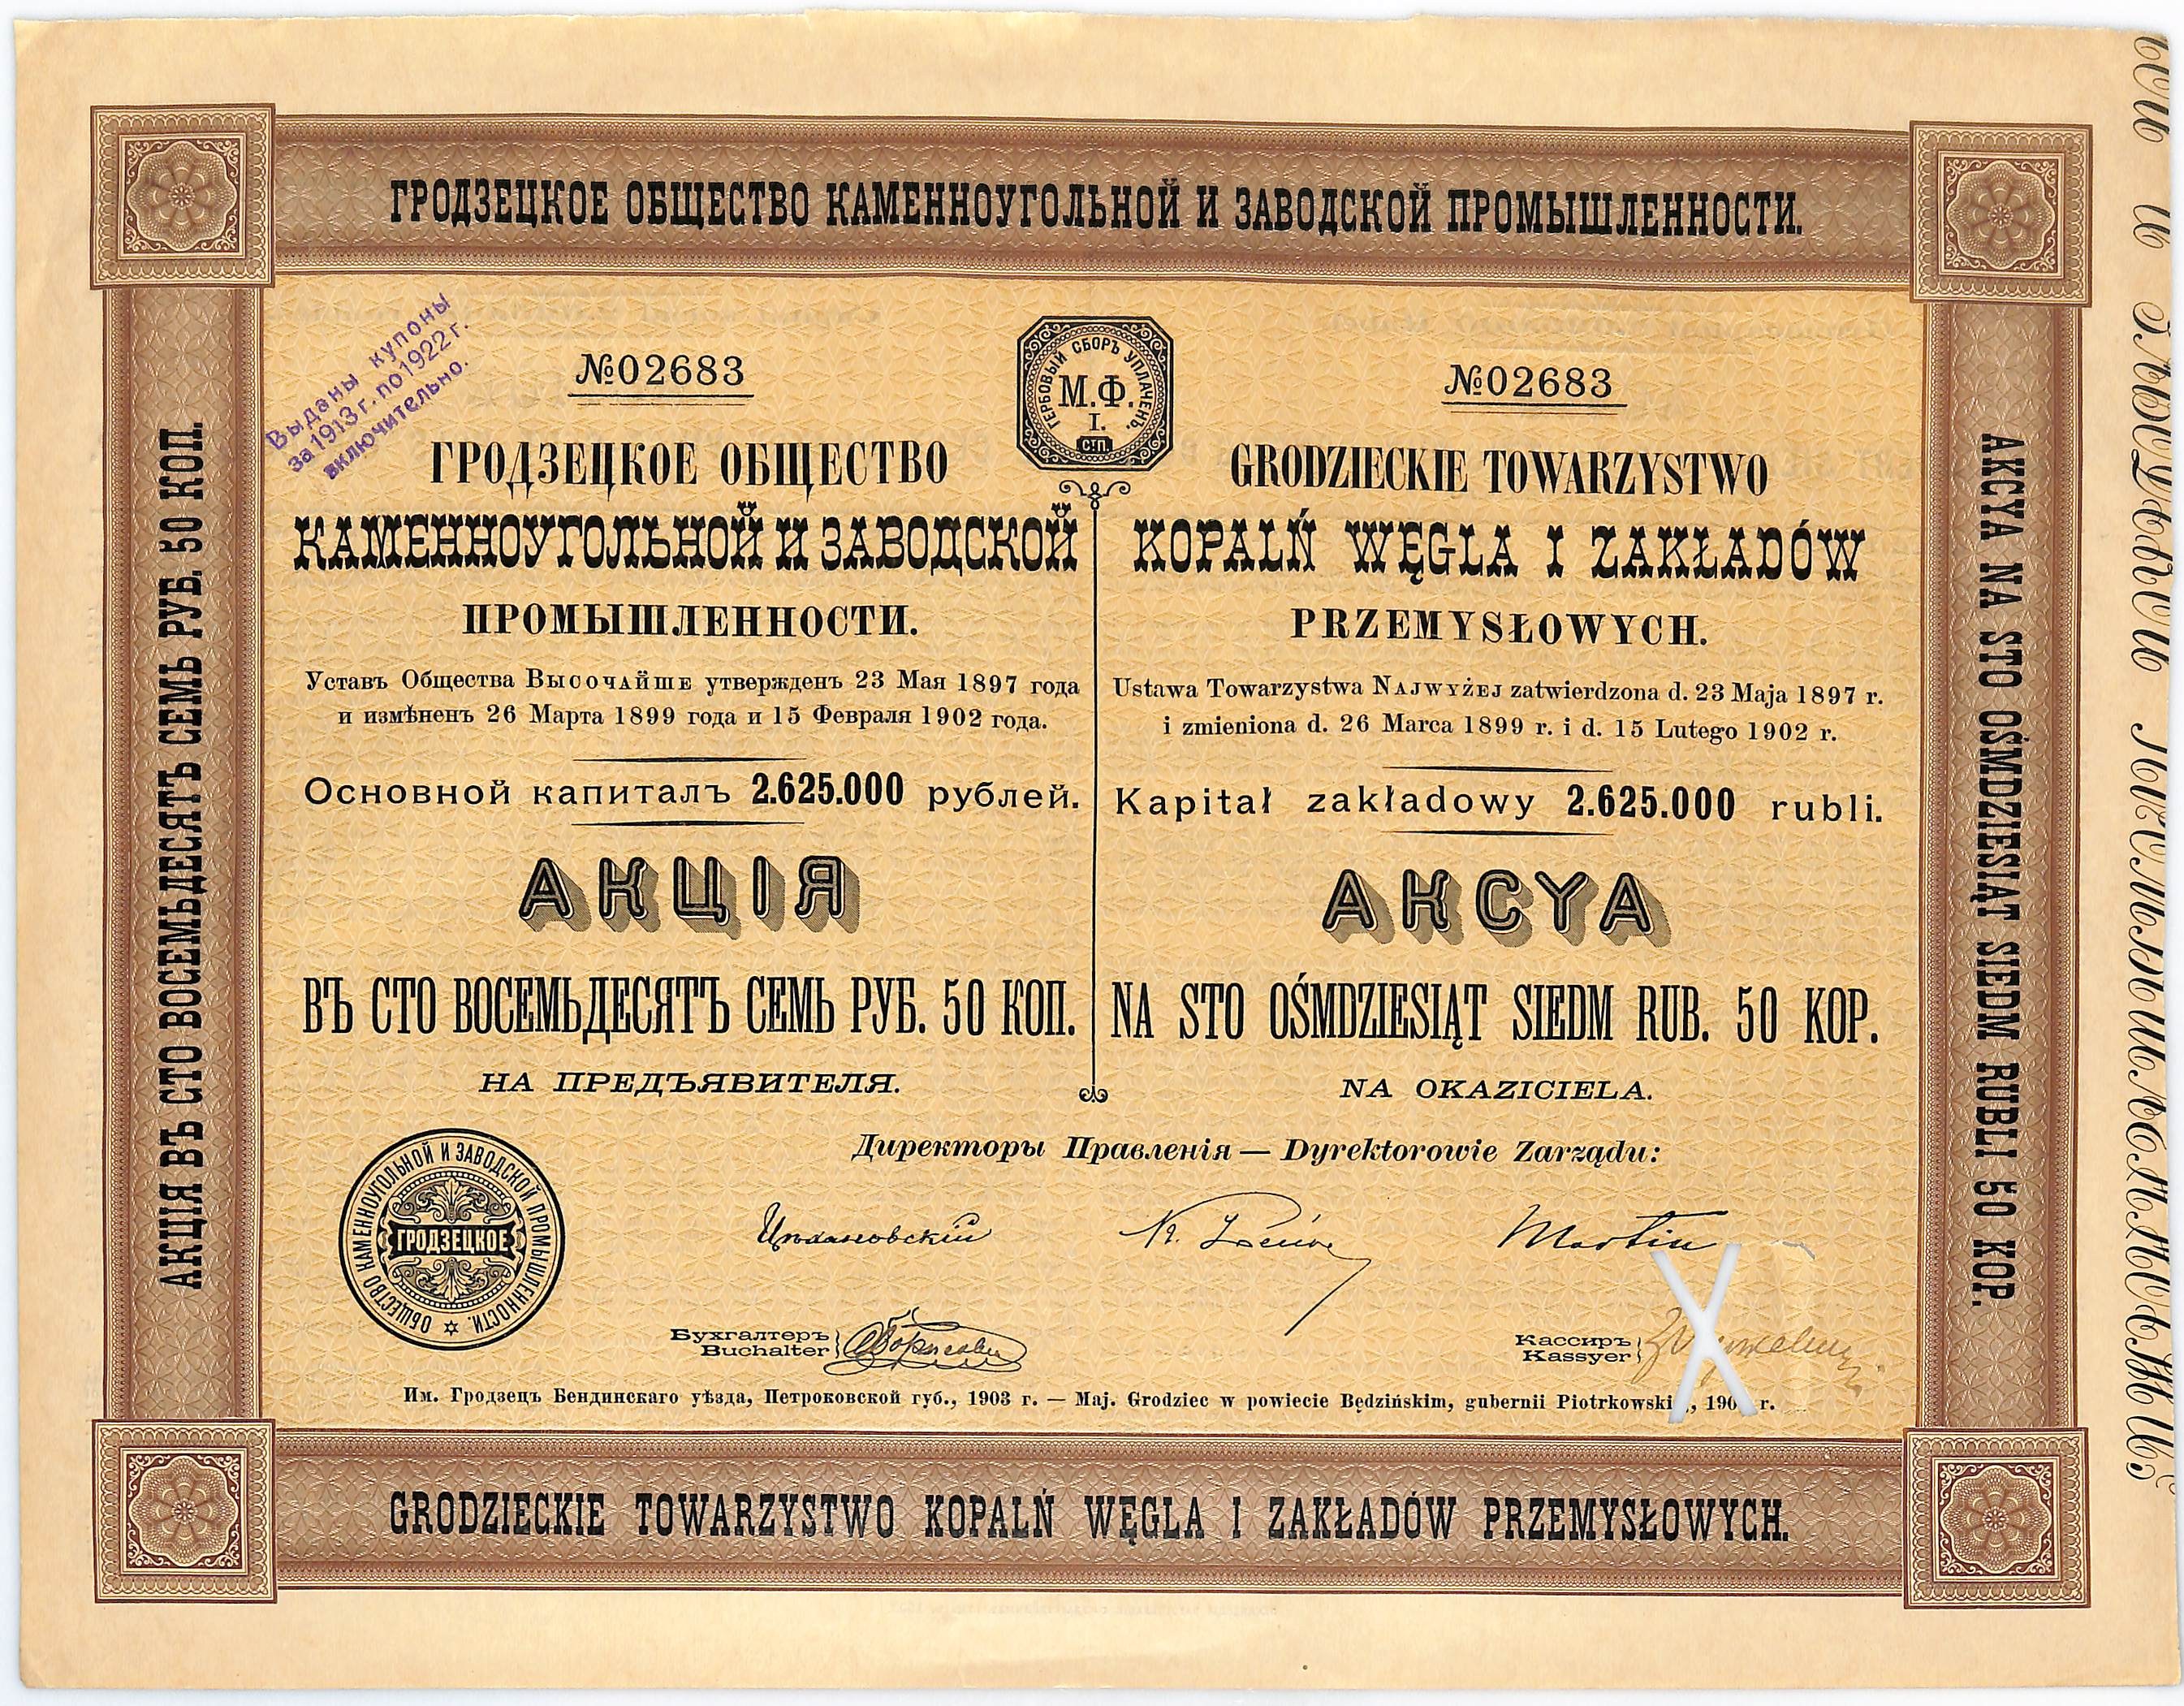 ГРОДЗЕЦКОЕ ОБЩЕСТВО КАМЕННОУГОЛЬНОЙ И ЗАВОДСКОЙ ПРОМЫШЛЕННОСТИ.
АКЦІЯ ВЪ СТО ВОСЕМЬДЕСЯТЪ СЕМЬ РУБ. 50 КОП.
Выданы купоны
за 1913 г. по 1922 г.
включительно.
№02683
ГРОДЗЕЦКОЕ ОБЩЕСТВО
КАМЕННОУГОЛЬНОЙ И ЗАВОДСКОЙ
ПРОМЫШЛЕННОСТИ.
Уставъ Общества Высочайше утвержденъ 23 Мая 1897 года
и измѣненъ 26 Марта 1899 года и 15 Февраля 1902 года.
Основной капиталъ 2.625.000 рублей.
АКЦІЯ
ВЪ СТО ВОСЕМЬДЕСЯТЪ СЕМЬ РУБ. 50 КОП.
НА ПРЕДЪЯВИТЕЛЯ.
ГЕРБОВЫЙ СБОРЪ УПЛАЧЕНЪ.
М.Ф.
I.
С.П.
№02683
GRODZIECKIE TOWARZYSTWO
KOPALŃ WĘGLA I ZAKŁADÓW
PRZEMYSŁOWYCH.
Ustawa Towarzystwa Najwyżej zatwierdzona d. 23 Maja 1897 r.
i zmieniona d. 26 Marca 1899 r. i d. 15 Lutego 1902 r.
Kapitał zakładowy 2.625.000 rubli.
AKCYA
NA STO OŚMDZIESIĄT SIEDM RUB. 50 KOP.
NA OKAZICIELA.
AKCYA NA STO OŚMDZIESIĄT SIEDM RUBLI 50 KOP.
Директоры Правленія — Dyrektorowie Zarządu:
ОБЩЕСТВО КАМЕННОУГОЛЬНОЙ И ЗАВОДСКОЙ ПРОМЫШЛЕННОСТИ.
ГРОДЗЕЦКОЕ
Martin
Бухгалтеръ
Buchalter
Кассиръ
Kassyer
Им. Гродзецъ Бендинскаго уѣзда, Петроковской губ., 1903 г. — Maj. Grodziec w powiecie Będzińskim, gubernii Piotrkowski , 190 r.
GRODZIECKIE TOWARZYSTWO KOPALŃ WĘGLA I ZAKŁADÓW PRZEMYSŁOWYCH.